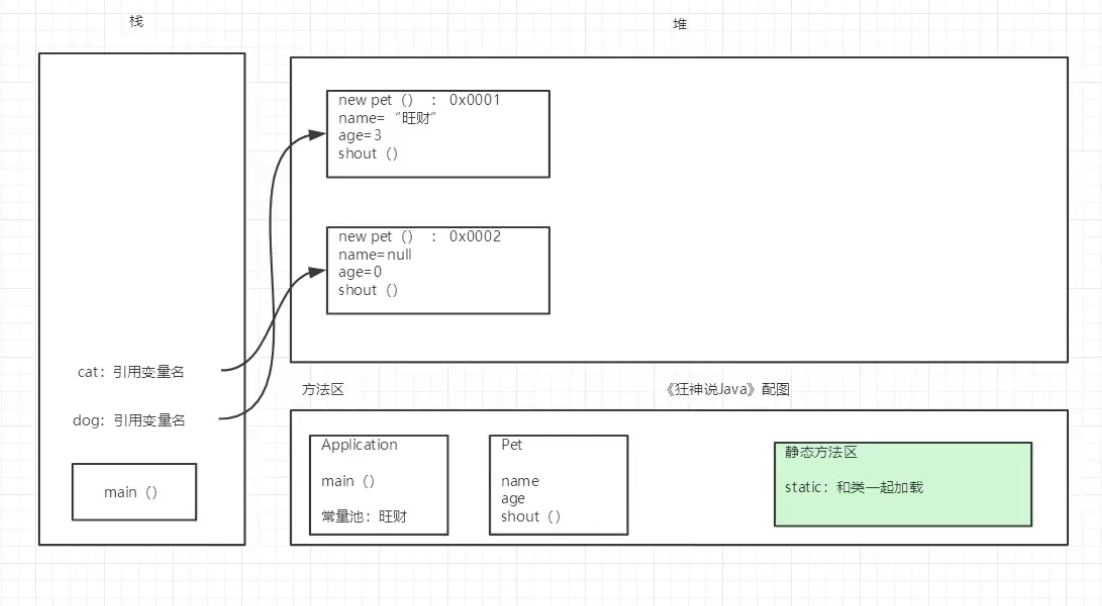 栈
堆
new pet（） ： 0x0001
name= “旺财”
age=3
shout（）
new pet（） ： 0x0002
name=null
age=0
shout（）
cat：引用变量名
dog：引用变量名
main（）
方法区
《狂神说Java》配图
Application
main（）
常量池：旺财
Pet
name
age
shout（）
静态方法区
static：和类一起加载